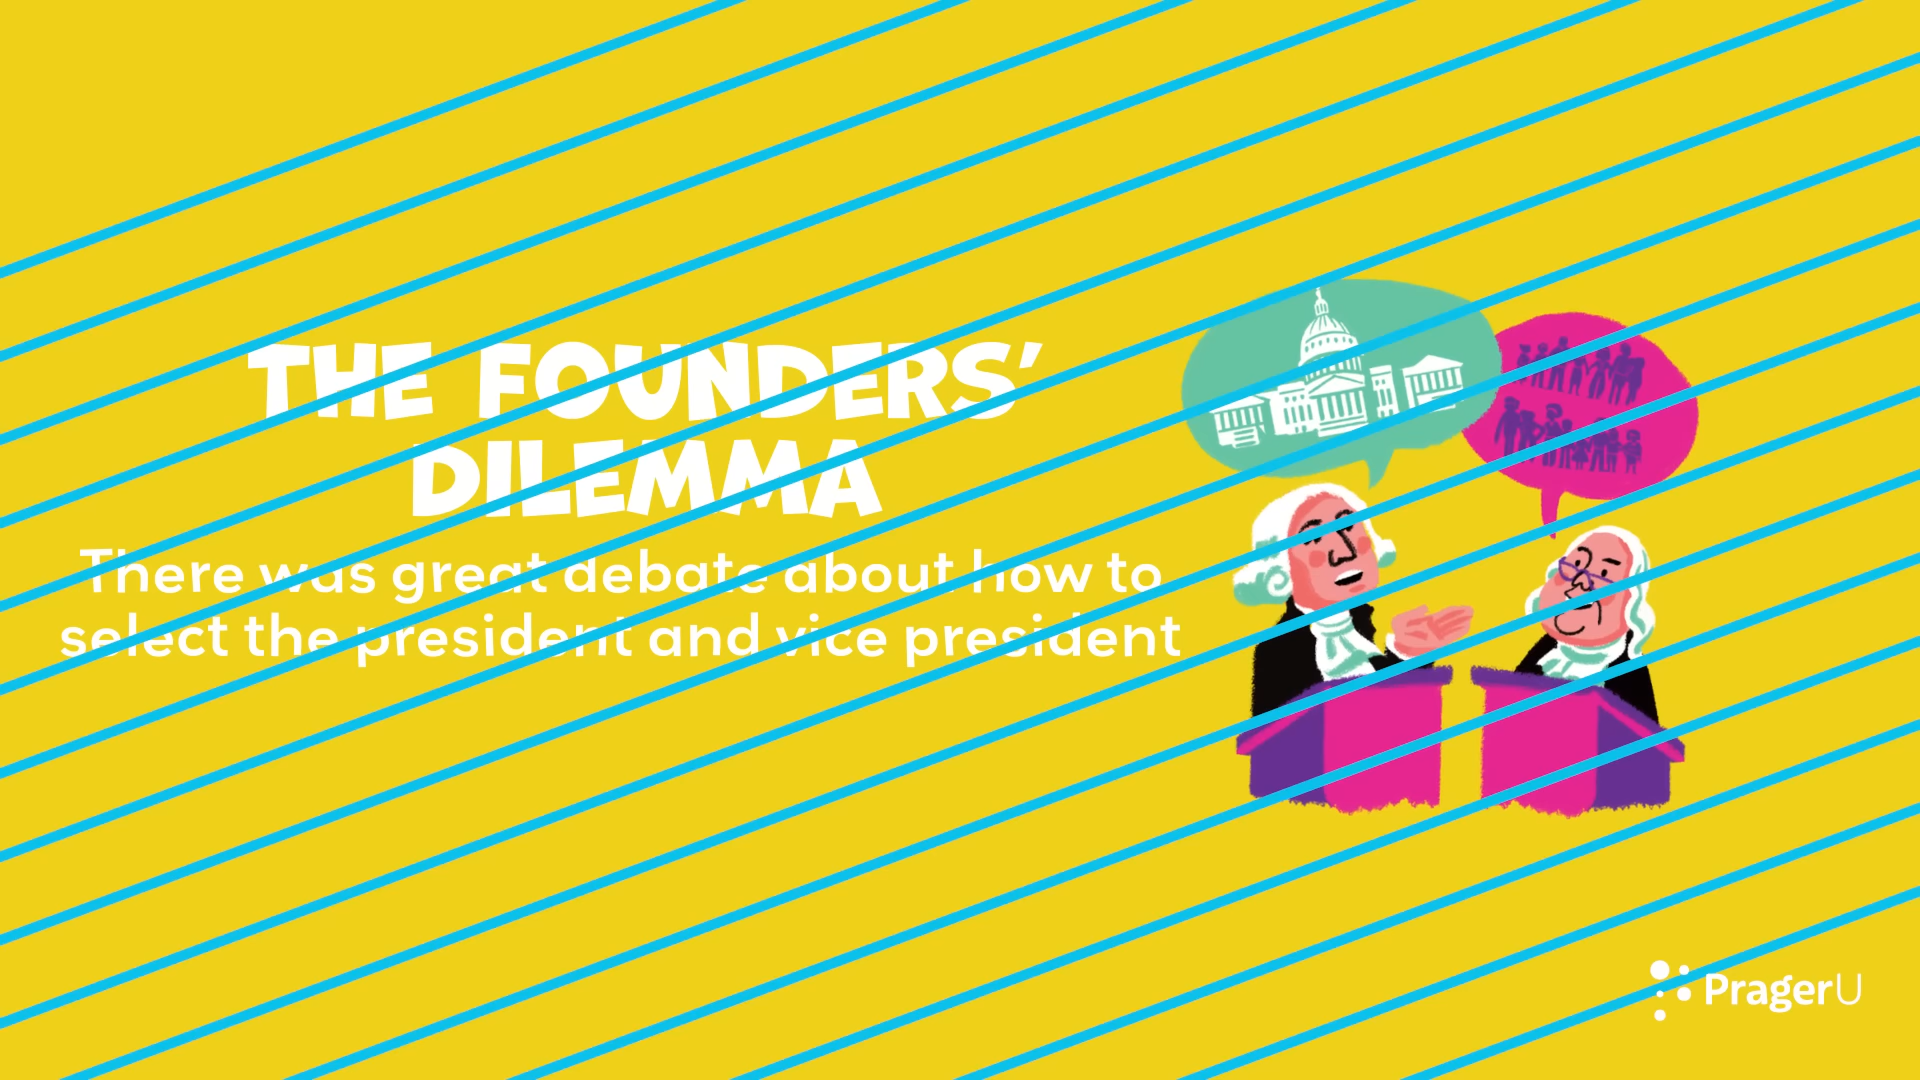 THE FOUNDERS’
DILEMMA
There was great debate about how to
select the president and vice president
PragerU